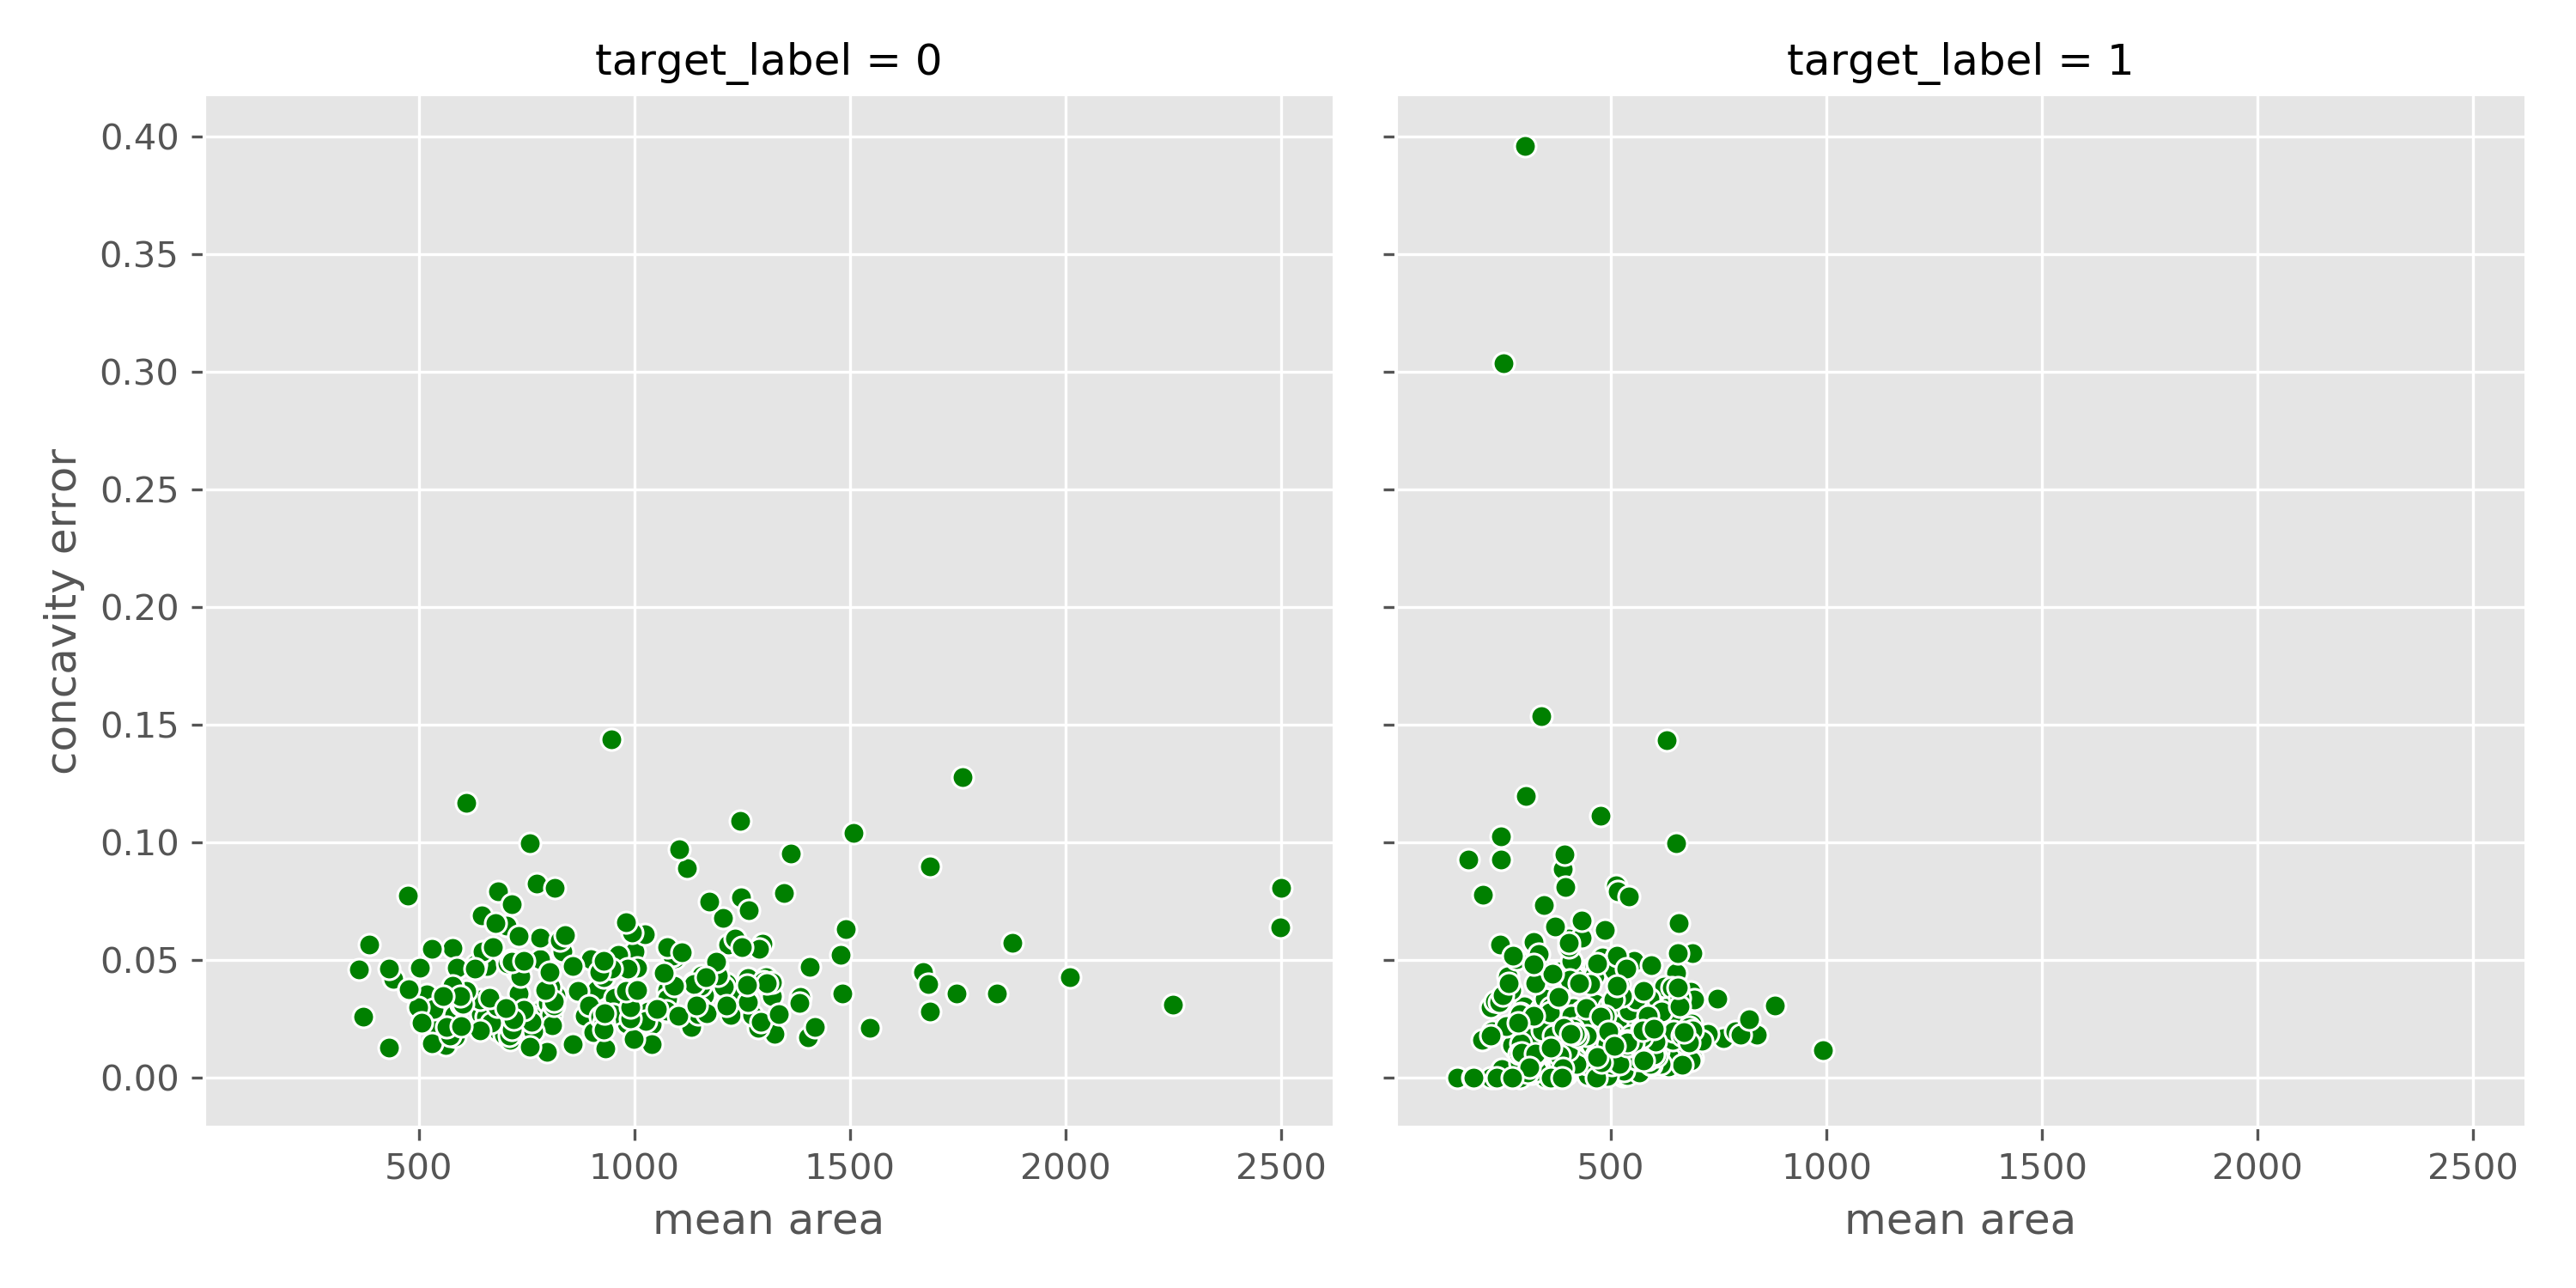 target_label = 0
target_label = 1
concavity error
0.40
0.35
0.30
0.25
0.20
0.15
0.10
0.05
0.00
500 1000 1500 2000 2500
500 1000 1500 2000 2500
mean area
mean area